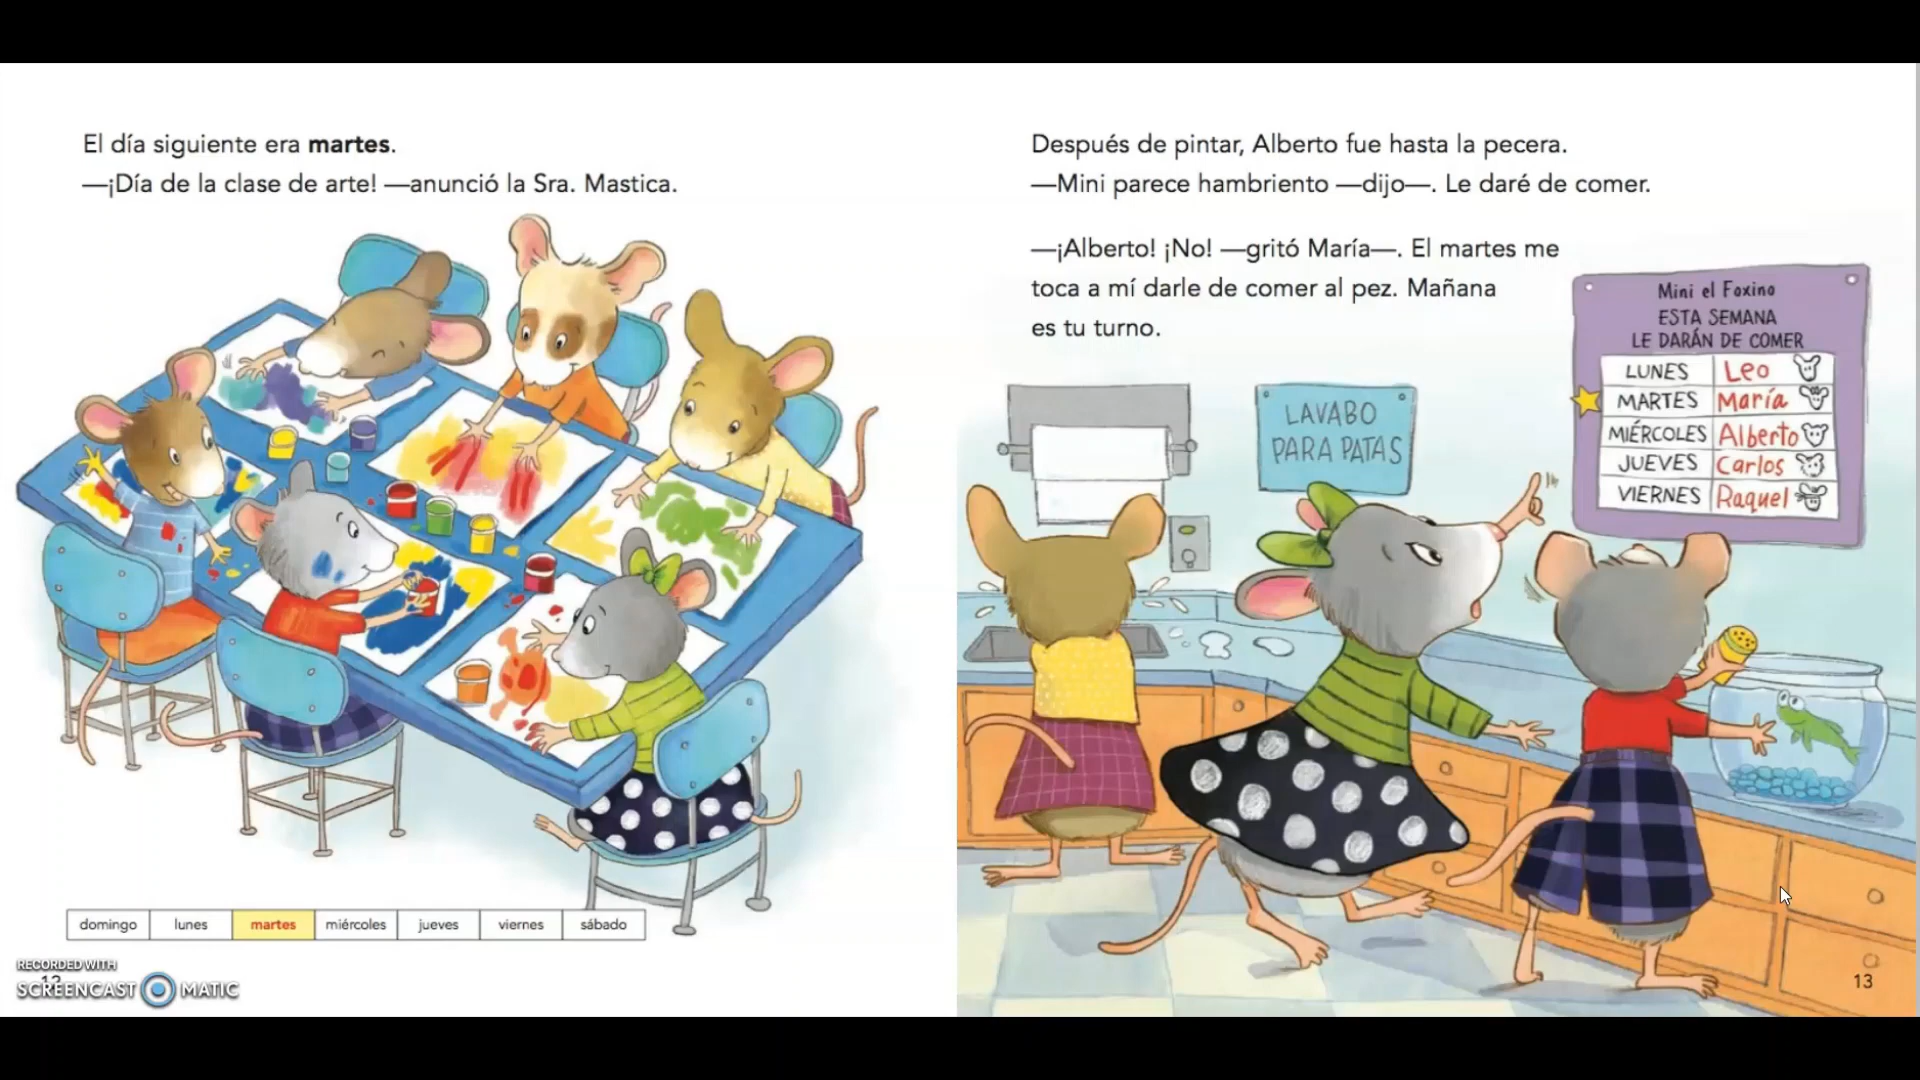 El día siguiente era martes.
—¡Día de la clase de arte! —anunció la Sra. Mastica.
domingo lunes martes miércoles jueves viernes sábado
RECORDED WITH
SCREENCAST MATIC
12
Después de pintar, Alberto fue hasta la pecera.
—Mini parece hambriento —dijo—. Le daré de comer.
—¡Alberto! ¡No! —gritó María—. El martes me
toca a mí darle de comer al pez. Mañana
es tu turno.
LAVABO
PARA PATAS
Mini el Foxino
ESTA SEMANA
LE DARÁN DE COMER
LUNES Leo
MARTES María
MIÉRCOLES Alberto
JUEVES Carlos
VIERNES Raquel
13